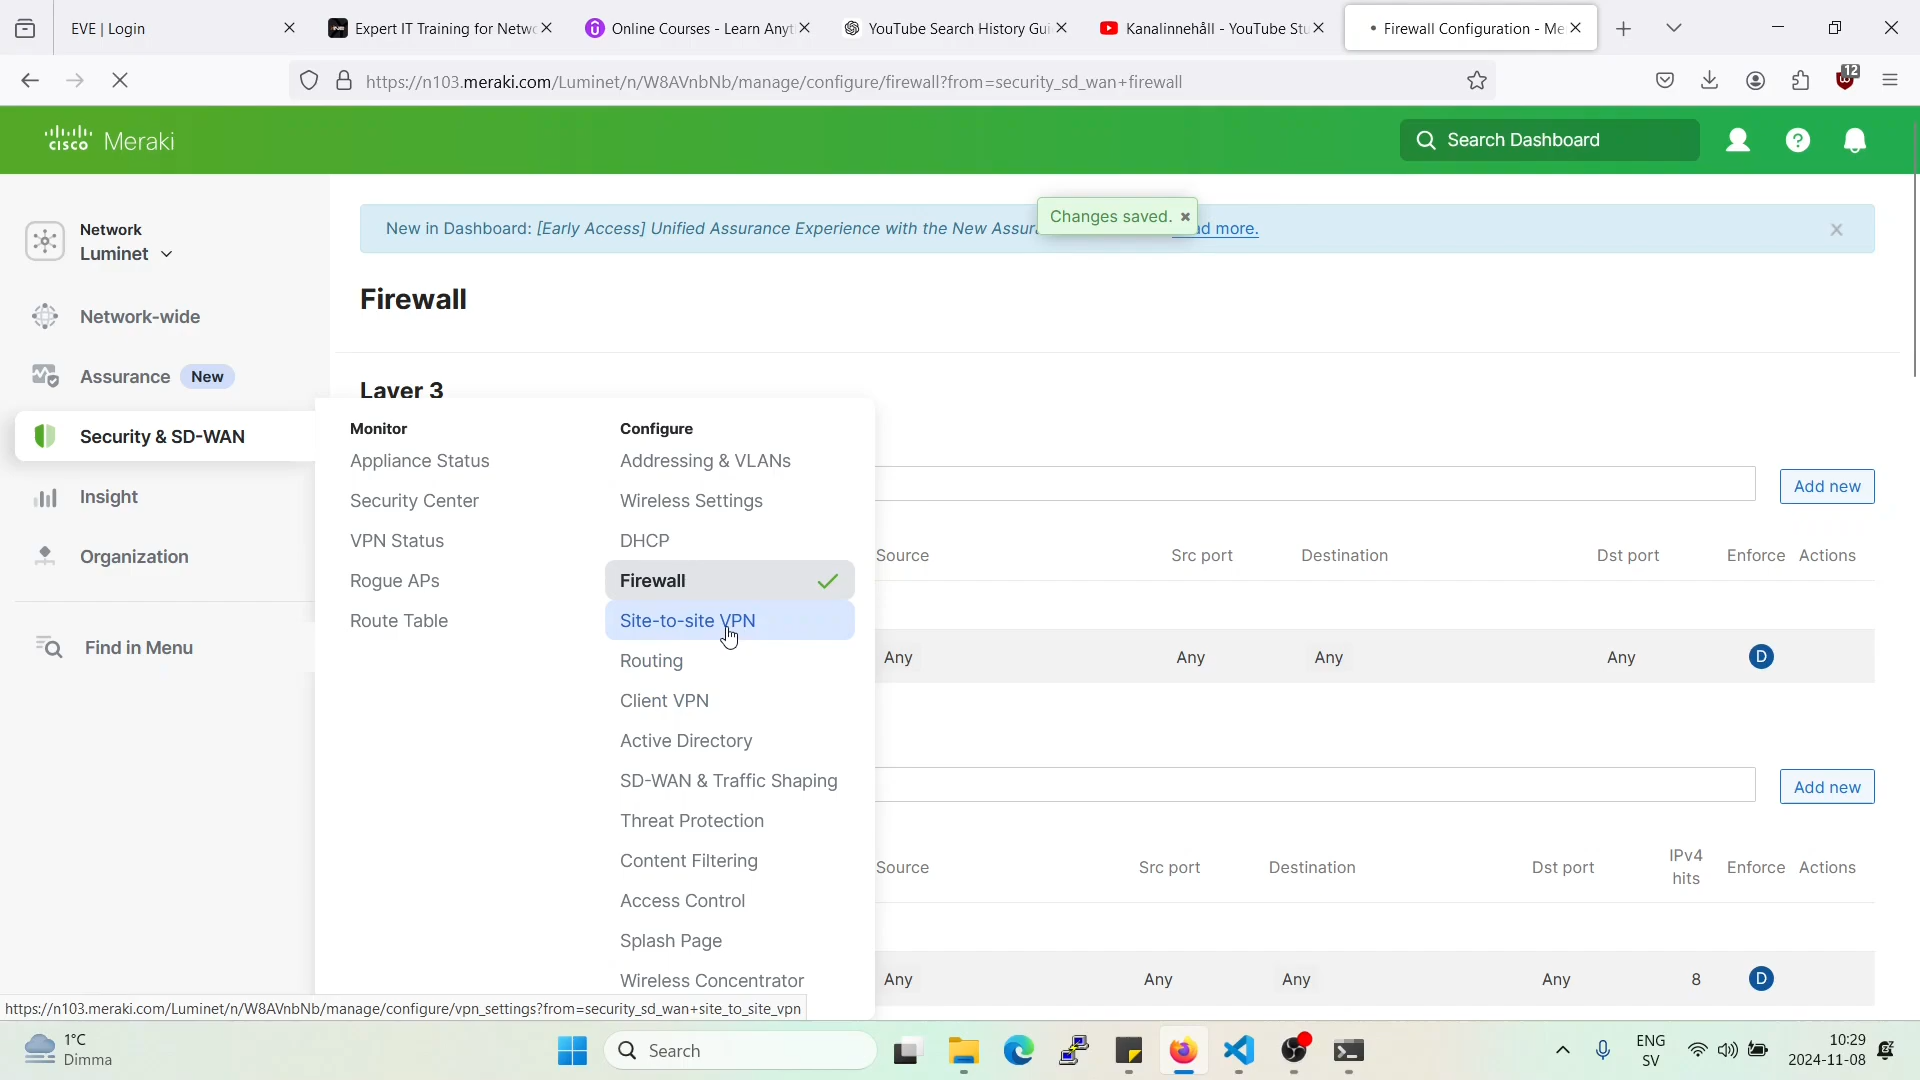 EVE | Login
Expert IT Training for Netwo
Online Courses - Learn Anyt
YouTube Search History Gui
Kanalinnehåll - YouTube Stu
Firewall Configuration - Me
https://n103.meraki.com/Luminet/n/W8AVnbNb/manage/configure/firewall?from=security_sd_wan+firewall
12
cisco Meraki
Search Dashboard
Network
Luminet
Network-wide
Assurance New
Security & SD-WAN
Insight
Organization
Find in Menu
New in Dashboard: [Early Access] Unified Assurance Experience with the New Assura
ad more.
Changes saved. ×
Firewall
Layer 3
Monitor
Appliance Status
Security Center
VPN Status
Rogue APs
Route Table
Configure
Addressing & VLANs
Wireless Settings
DHCP
Firewall
Site-to-site VPN
Routing
Client VPN
Active Directory
SD-WAN & Traffic Shaping
Threat Protection
Content Filtering
Access Control
Splash Page
Wireless Concentrator
Add new
Source Src port Destination Dst port Enforce Actions
Any Any Any Any D
Add new
Source Src port Destination Dst port IPv4 hits Enforce Actions
Any Any Any Any 8 D
https://n103.meraki.com/Luminet/n/W8AVnbNb/manage/configure/vpn_settings?from=security_sd_wan+site_to_site_vpn
1°C
Dimma
Search
ENG
SV
10:29
2024-11-08